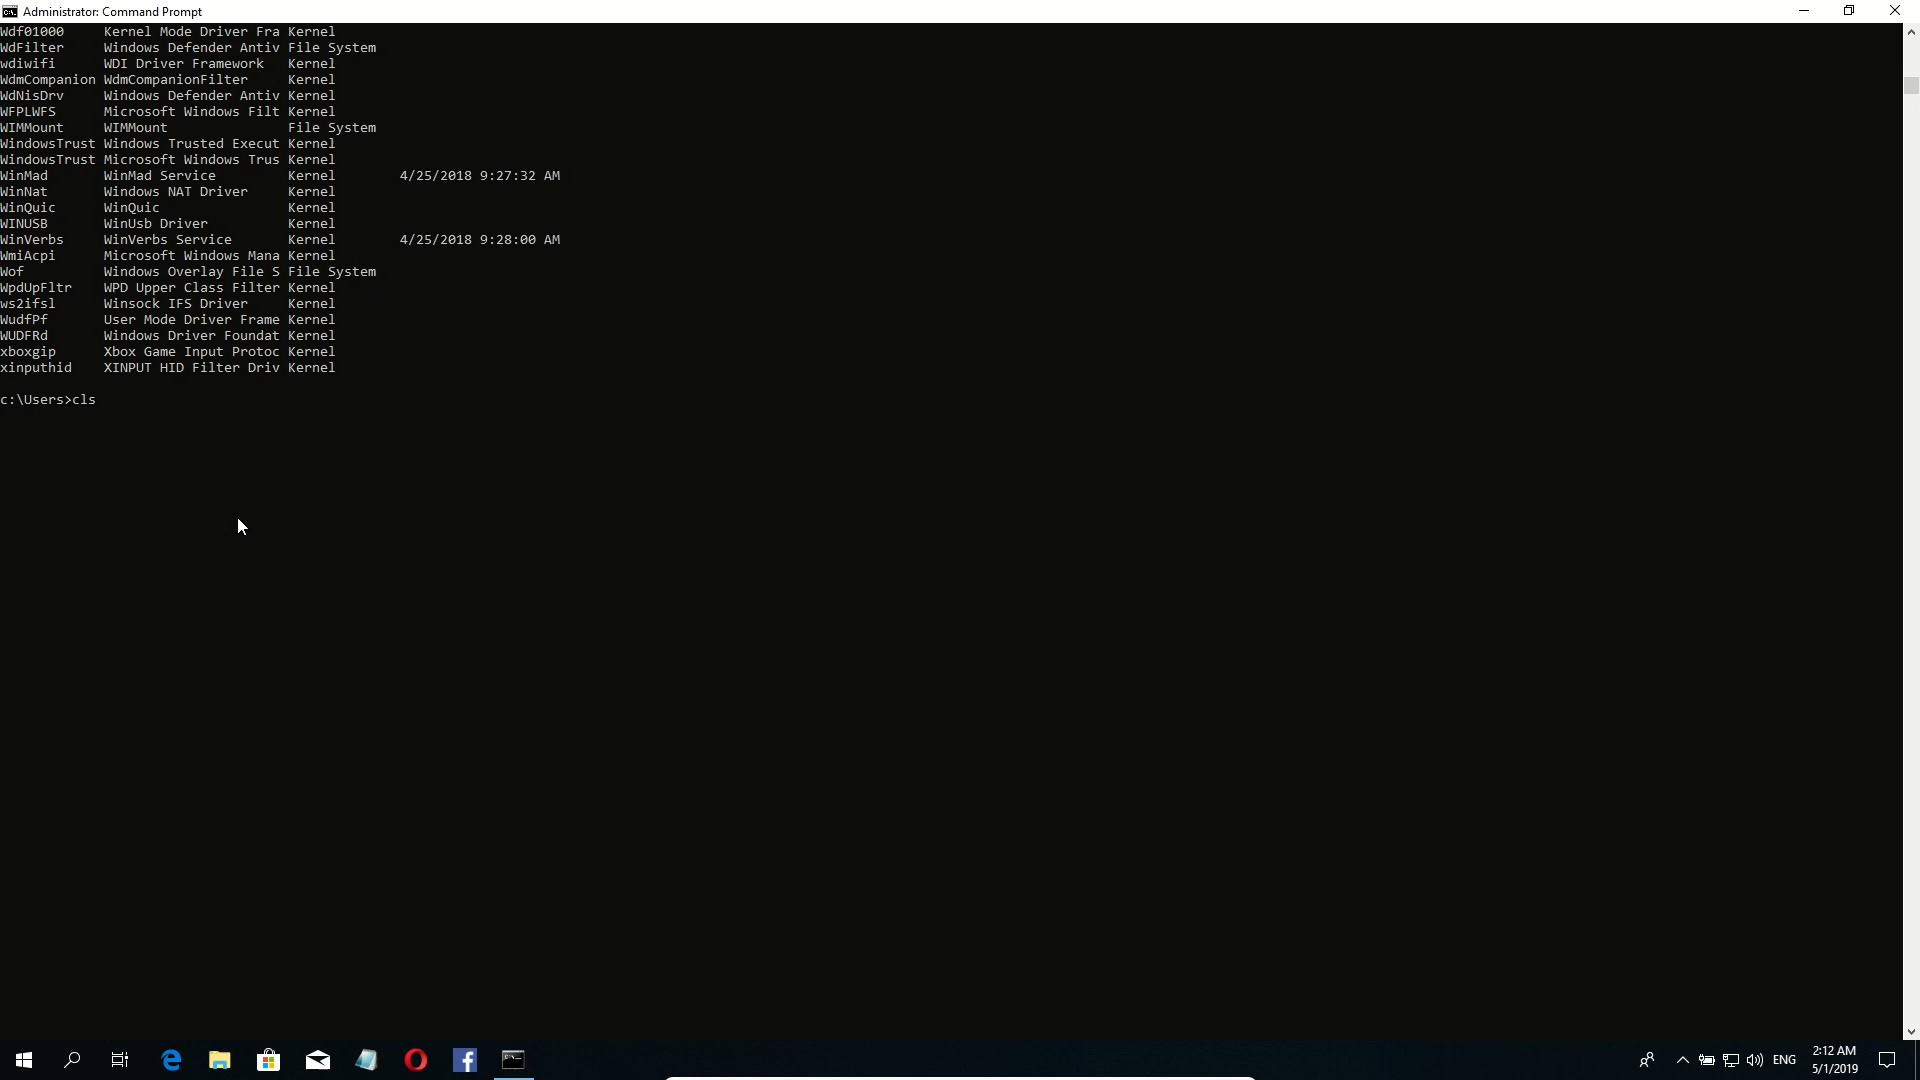 Administrator: Command Prompt
Wdf01000     Kernel Mode Driver Fra Kernel
WdFilter     Windows Defender Antiv File System
wdiwifi      WDI Driver Framework   Kernel
WdmCompanion WdmCompanionFilter     Kernel
WdNisDrv     Windows Defender Antiv Kernel
WFPLWFS      Microsoft Windows Filt Kernel
WIMMount     WIMMount               File System
WindowsTrust Windows Trusted Execut Kernel
WindowsTrust Microsoft Windows Trus Kernel
WinMad       WinMad Service         Kernel        4/25/2018 9:27:32 AM
WinNat       Windows NAT Driver     Kernel
WinQuic      WinQuic                Kernel
WINUSB       WinUsb Driver          Kernel
WinVerbs     WinVerbs Service       Kernel        4/25/2018 9:28:00 AM
WmiAcpi      Microsoft Windows Mana Kernel
Wof          Windows Overlay File S File System
WpdUpFltr    WPD Upper Class Filter Kernel
ws2ifsl      Winsock IFS Driver     Kernel
WudfPf       User Mode Driver Frame Kernel
WUDFRd       Windows Driver Foundat Kernel
xboxgip      Xbox Game Input Protoc Kernel
xinputhid    XINPUT HID Filter Driv Kernel
c:\Users>cls
ENG
2:12 AM
5/1/2019